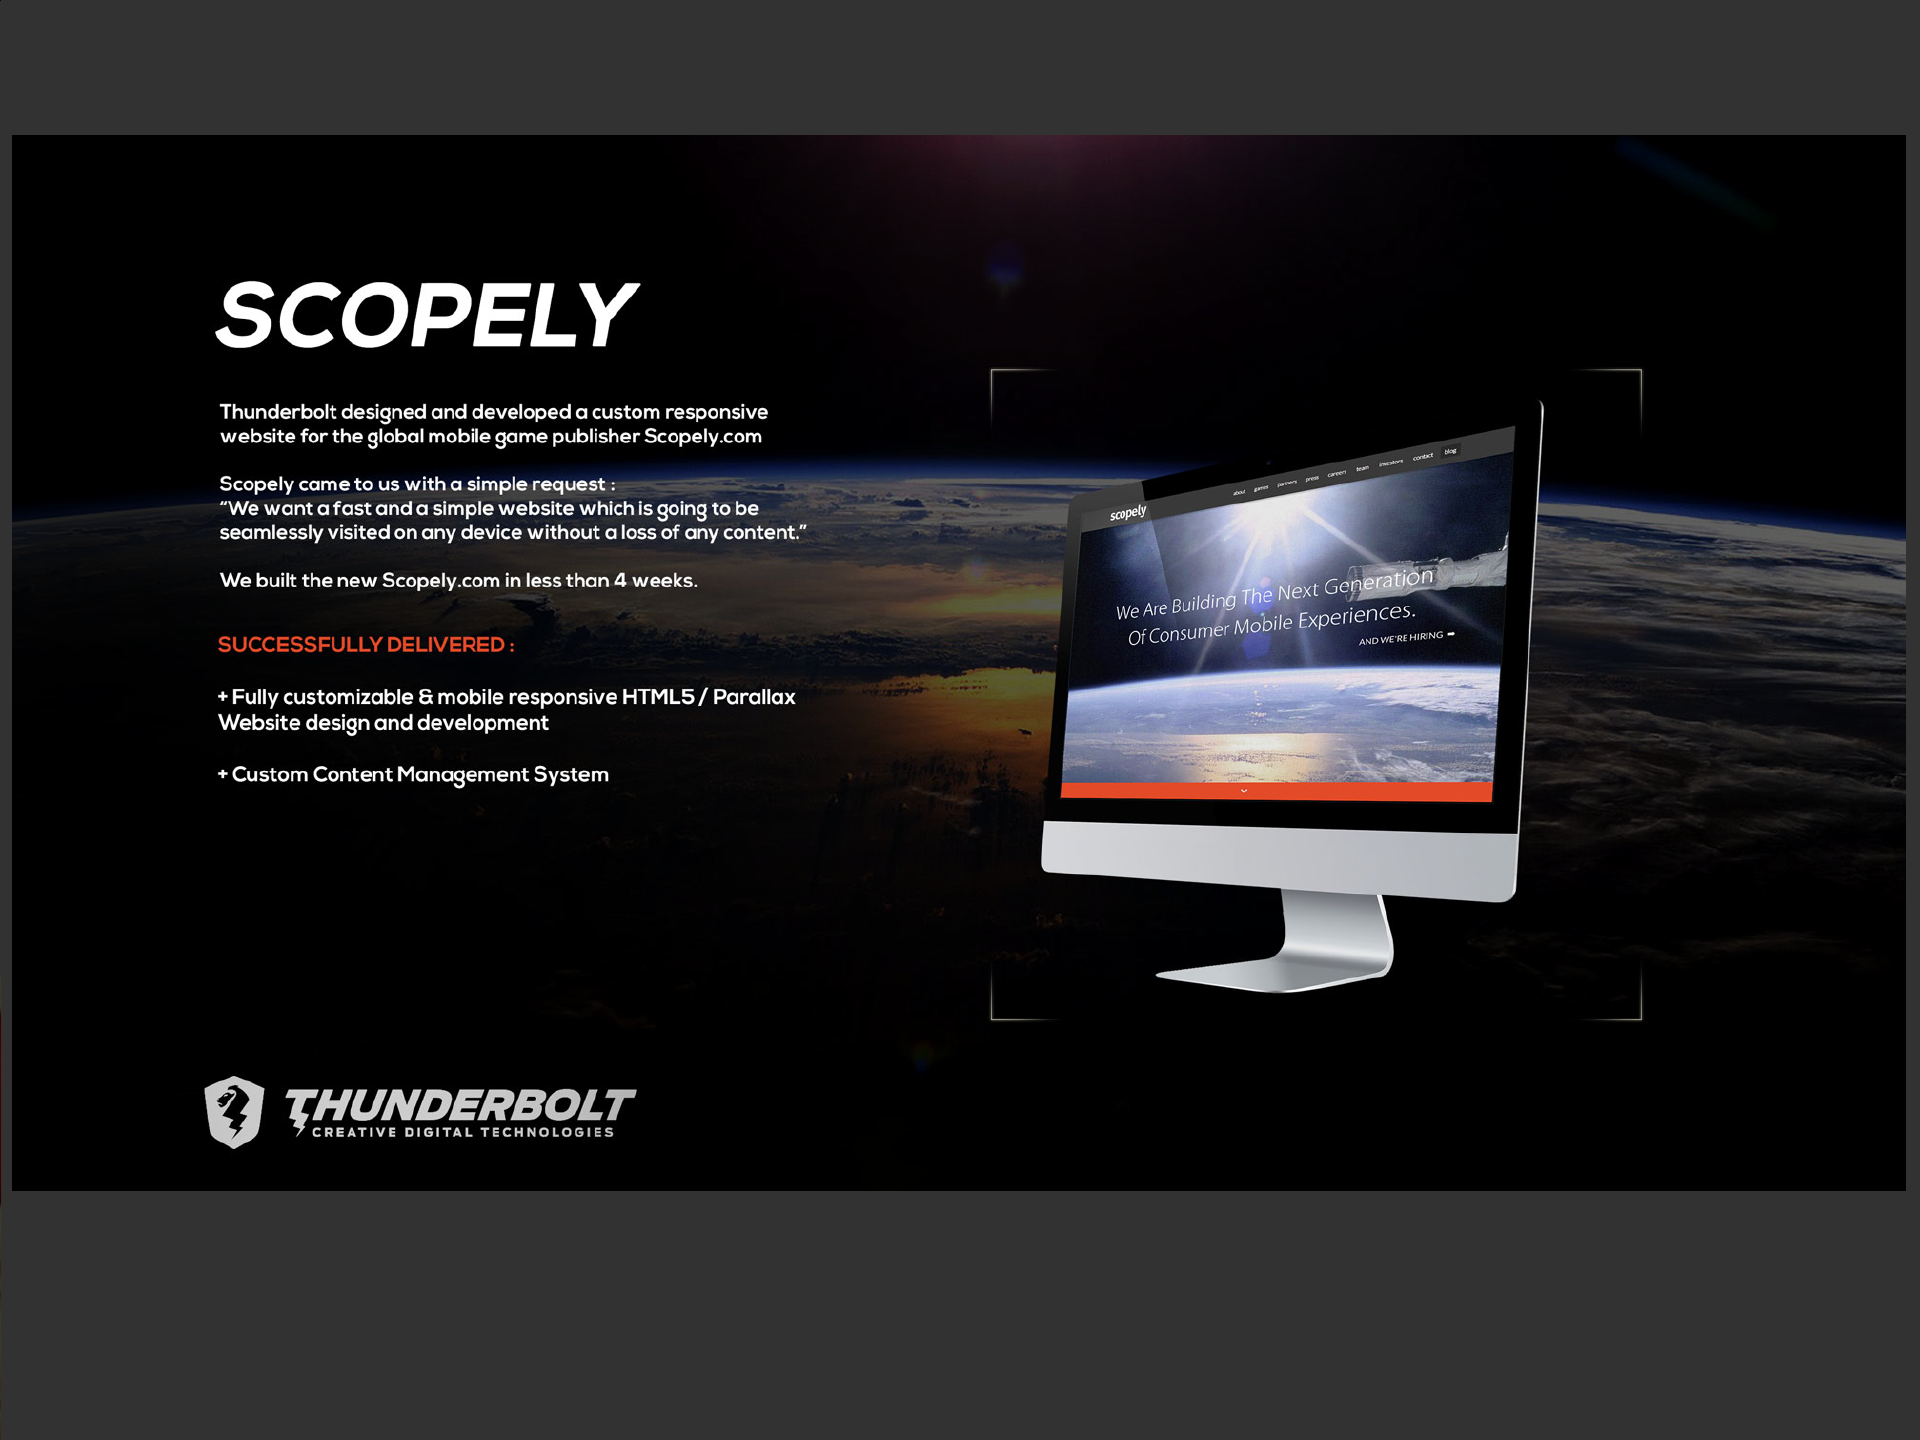 SCOPELY
Thunderbolt designed and developed a custom responsive
website for the global mobile game publisher Scopely.com
Scopely came to us with a simple request :
“We want a fast and a simple website which is going to be
seamlessly visited on any device without a loss of any content.”
We built the new Scopely.com in less than 4 weeks.
SUCCESSFULLY DELIVERED :
+ Fully customizable & mobile responsive HTML5 / Parallax
Website design and development
+ Custom Content Management System
scopely
about games partners press careers team investors contact blog
We Are Building The Next Generation
Of Consumer Mobile Experiences.
AND WE'RE HIRING
THUNDERBOLT
CREATIVE DIGITAL TECHNOLOGIES